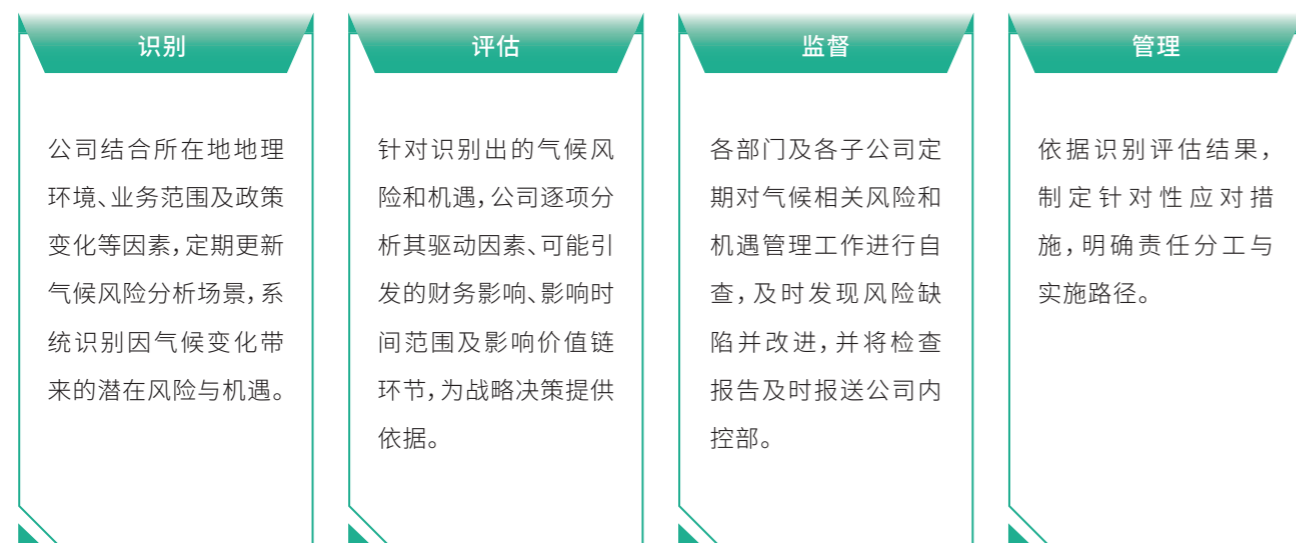 识别
公司结合所在地地理
环境、业务范围及政策
变化等因素，定期更新
气候风险分析场景，系
统识别因气候变化带
来的潜在风险与机遇。
评估
针对识别出的气候风
险和机遇，公司逐项分
析其驱动因素、可能引
发的财务影响、影响时
间范围及影响价值链
环节，为战略决策提供
依据。
监督
各部门及各子公司定
期对气候相关风险和
机遇管理工作进行自
查，及时发现风险缺
陷并改进，并将检查
报告及时报送公司内
控部。
管理
依据识别评估结果，
制定针对性应对措
施，明确责任分工与
实施路径。